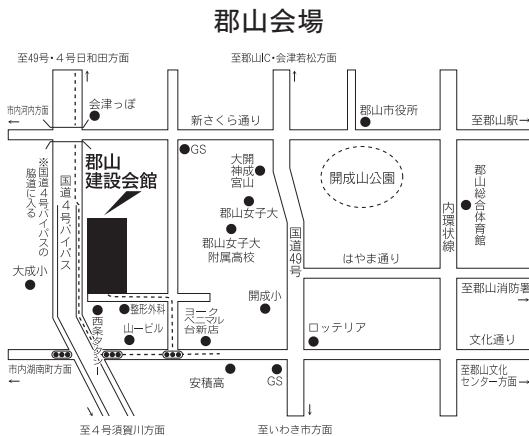 郡山会場
至49号・４号日和田方面
至郡山IC・会津若松方面
市内河内方面
会津っぽ
新さくら通り
郡山市役所
至郡山駅→
GS
郡山
建設会館
大開
神成
宮山
開成山公園
郡山総合体育館
※国道４号バイパスの
脇道に入る
国道４号バイパス
郡山女子大
郡山女子大
附属高校
国道49号
内環状線
はやま通り
大成小
至郡山消防署
西条タクシー
整形外科
山一ビル
ヨーク
ベニマル
台新店
開成小
ロッテリア
文化通り
市内湖南町方面
安積高
GS
至郡山文化
センター方面→
至４号須賀川方面
至いわき市方面